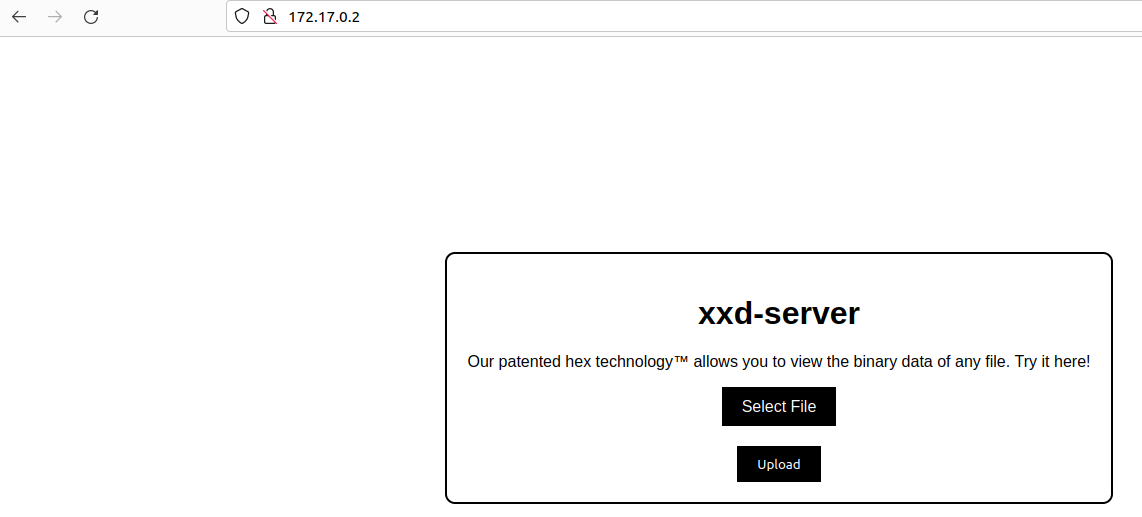 172.17.0.2
xxd-server
Our patented hex technology™ allows you to view the binary data of any file. Try it here!
Select File
Upload